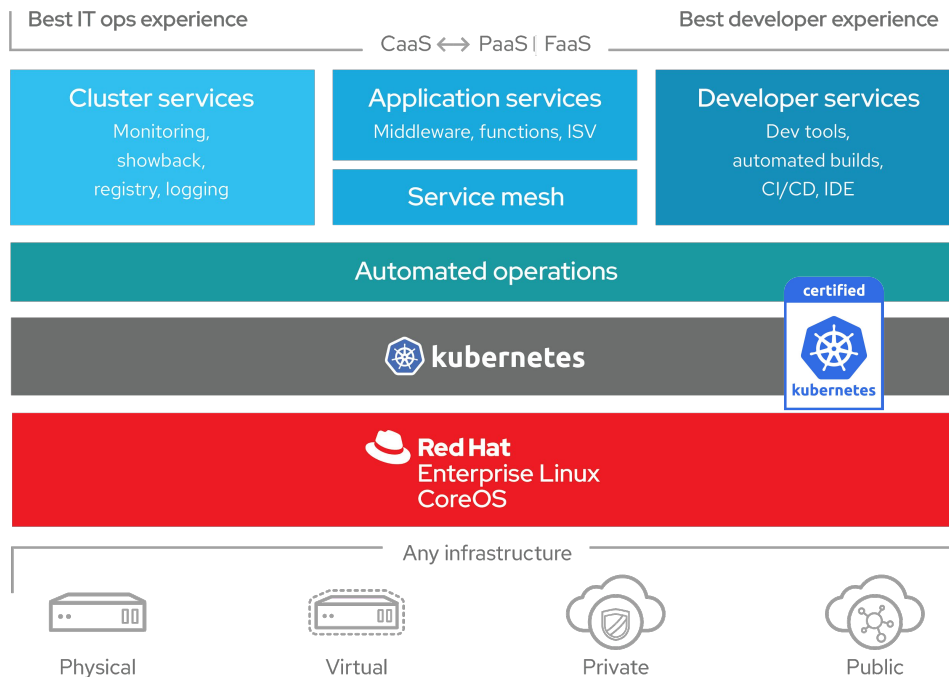 Best IT ops experience
Best developer experience
CaaS ↔ PaaS | FaaS
Cluster services
Monitoring,
showback,
registry, logging
Application services
Middleware, functions, ISV
Service mesh
Developer services
Dev tools,
automated builds,
CI/CD, IDE
Automated operations
certified
kubernetes
kubernetes
Red Hat
Enterprise Linux
CoreOS
Any infrastructure
Physical
Virtual
Private
Public